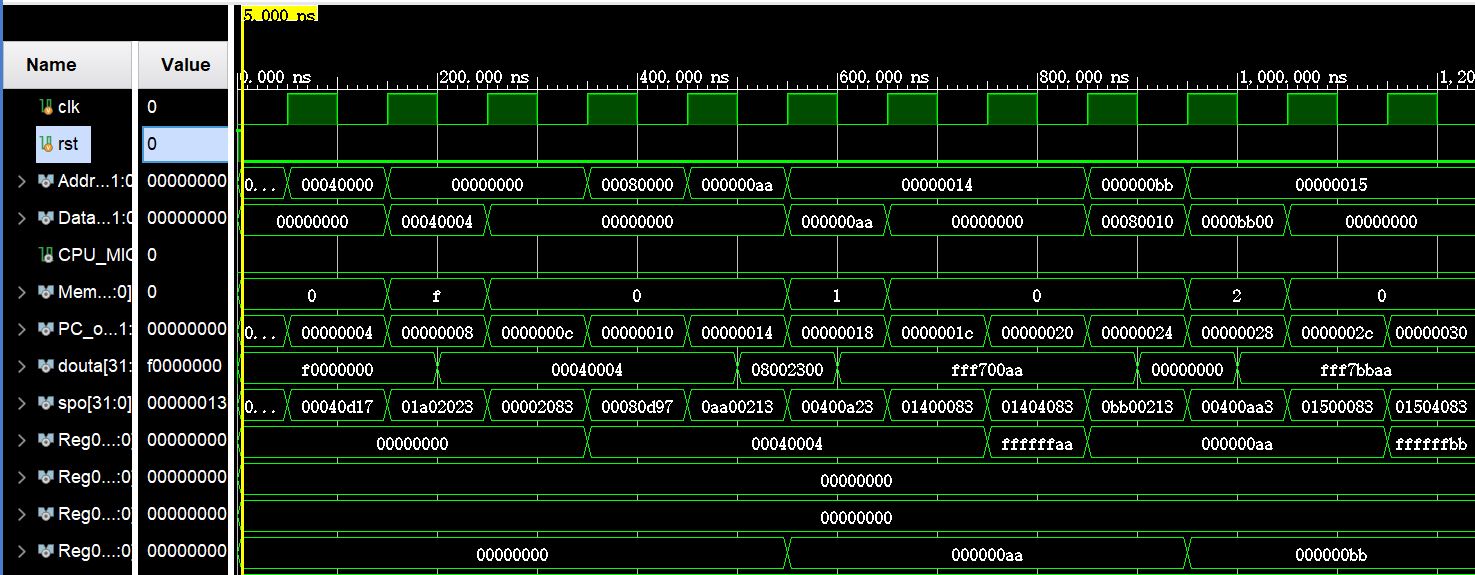 5.000 ns
Name Value
0.000 ns 200.000 ns 400.000 ns 600.000 ns 800.000 ns 1,000.000 ns 1,20
clk 0
rst 0
Addr...1:0 00000000 0... 00040000 00000000 00080000 000000aa 00000014 000000bb 00000015
Data...1:0 00000000 00000000 00040004 00000000 000000aa 00000000 00080010 0000bb00 00000000
CPU_MIO 0
Mem...:0] 0 0 f 0 1 0 2 0
PC_o...1: 00000000 0... 00000004 00000008 0000000c 00000010 00000014 00000018 0000001c 00000020 00000024 00000028 0000002c 00000030
douta[31: f0000000 f0000000 00040004 08002300 fff700aa 00000000 fff7bbaa
spo[31:0] 00000013 0... 00040d17 01a02023 00002083 00080d97 0aa00213 00400a23 01400083 01404083 0bb00213 00400aa3 01500083 01504083
Reg0...:0] 00000000 00000000 00040004 ffffffaa 000000aa ffffffbb
Reg0...:0] 00000000 00000000
Reg0...:0] 00000000 00000000
Reg0...:0] 00000000 00000000 000000aa 000000bb